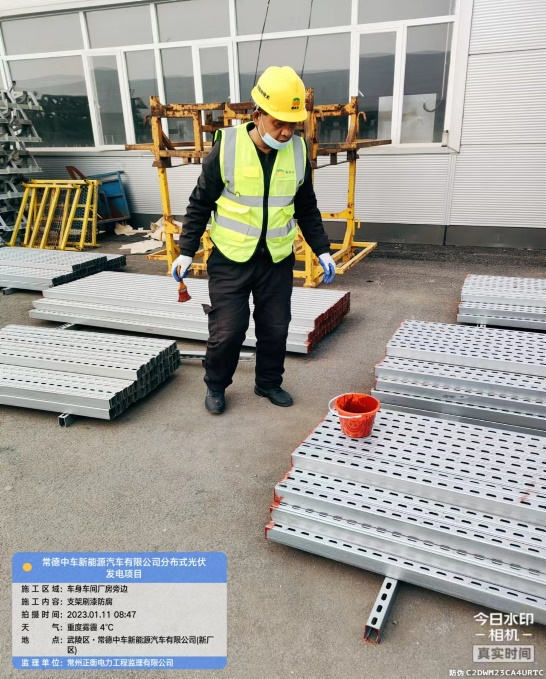 常德中车新能源汽车有限公司分布式光伏
发电项目
施工区域：车身车间厂房旁边
施工内容：支架刷漆防腐
拍摄时间：2023.01.11 08:47
天 气：重度雾霾 4℃
地 点：武陵区·常德中车新能源汽车有限公司(新厂
区)
监理单位：常州正衡电力工程监理有限公司
今日水印
-相机-
真实时间
防伪 C2DWM23CA4URTC